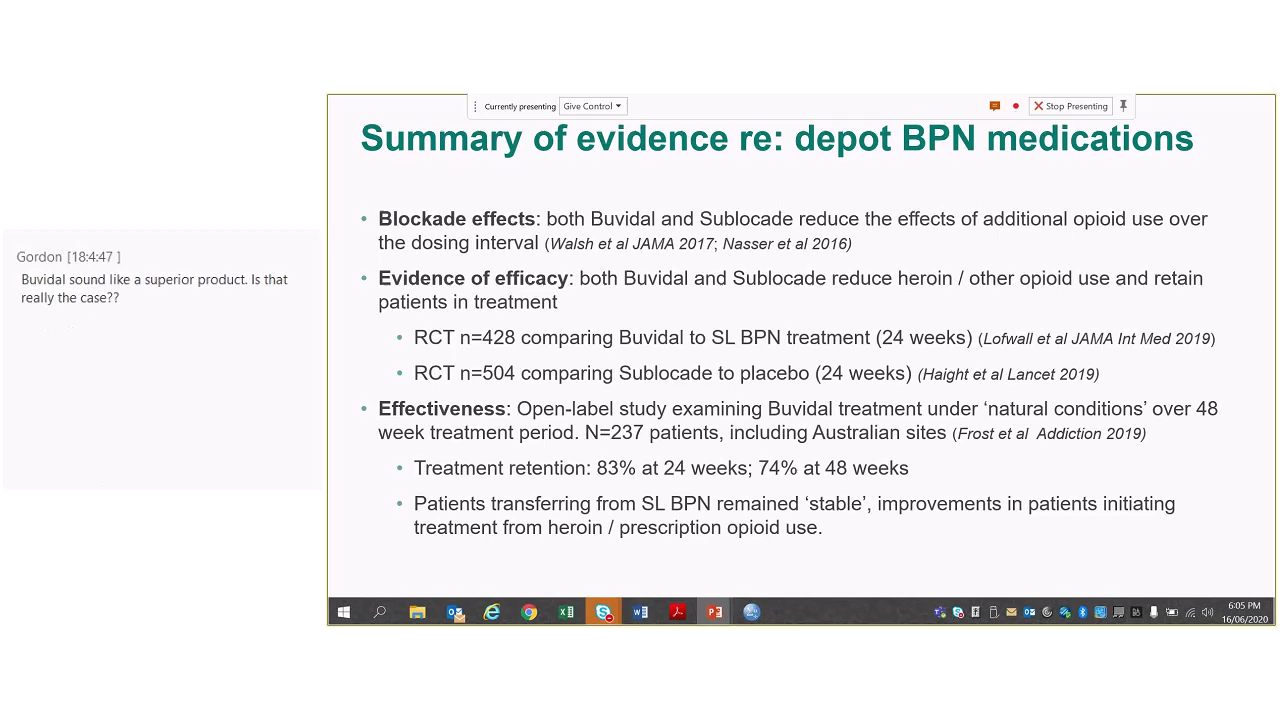 Currently presenting
Give Control
Stop Presenting
Summary of evidence re: depot BPN medications
Gordon [18:4:47 ]
Buvidal sound like a superior product. Is that
really the case??
• Blockade effects: both Buvidal and Sublocade reduce the effects of additional opioid use over
the dosing interval (Walsh et al JAMA 2017; Nasser et al 2016)
• Evidence of efficacy: both Buvidal and Sublocade reduce heroin / other opioid use and retain
patients in treatment
• RCT n=428 comparing Buvidal to SL BPN treatment (24 weeks) (Lofwall et al JAMA Int Med 2019)
• RCT n=504 comparing Sublocade to placebo (24 weeks) (Haight et al Lancet 2019)
• Effectiveness: Open-label study examining Buvidal treatment under ‘natural conditions’ over 48
week treatment period. N=237 patients, including Australian sites (Frost et al  Addiction 2019)
• Treatment retention: 83% at 24 weeks; 74% at 48 weeks
• Patients transferring from SL BPN remained ‘stable’, improvements in patients initiating
treatment from heroin / prescription opioid use.
6:05 PM
16/06/2020